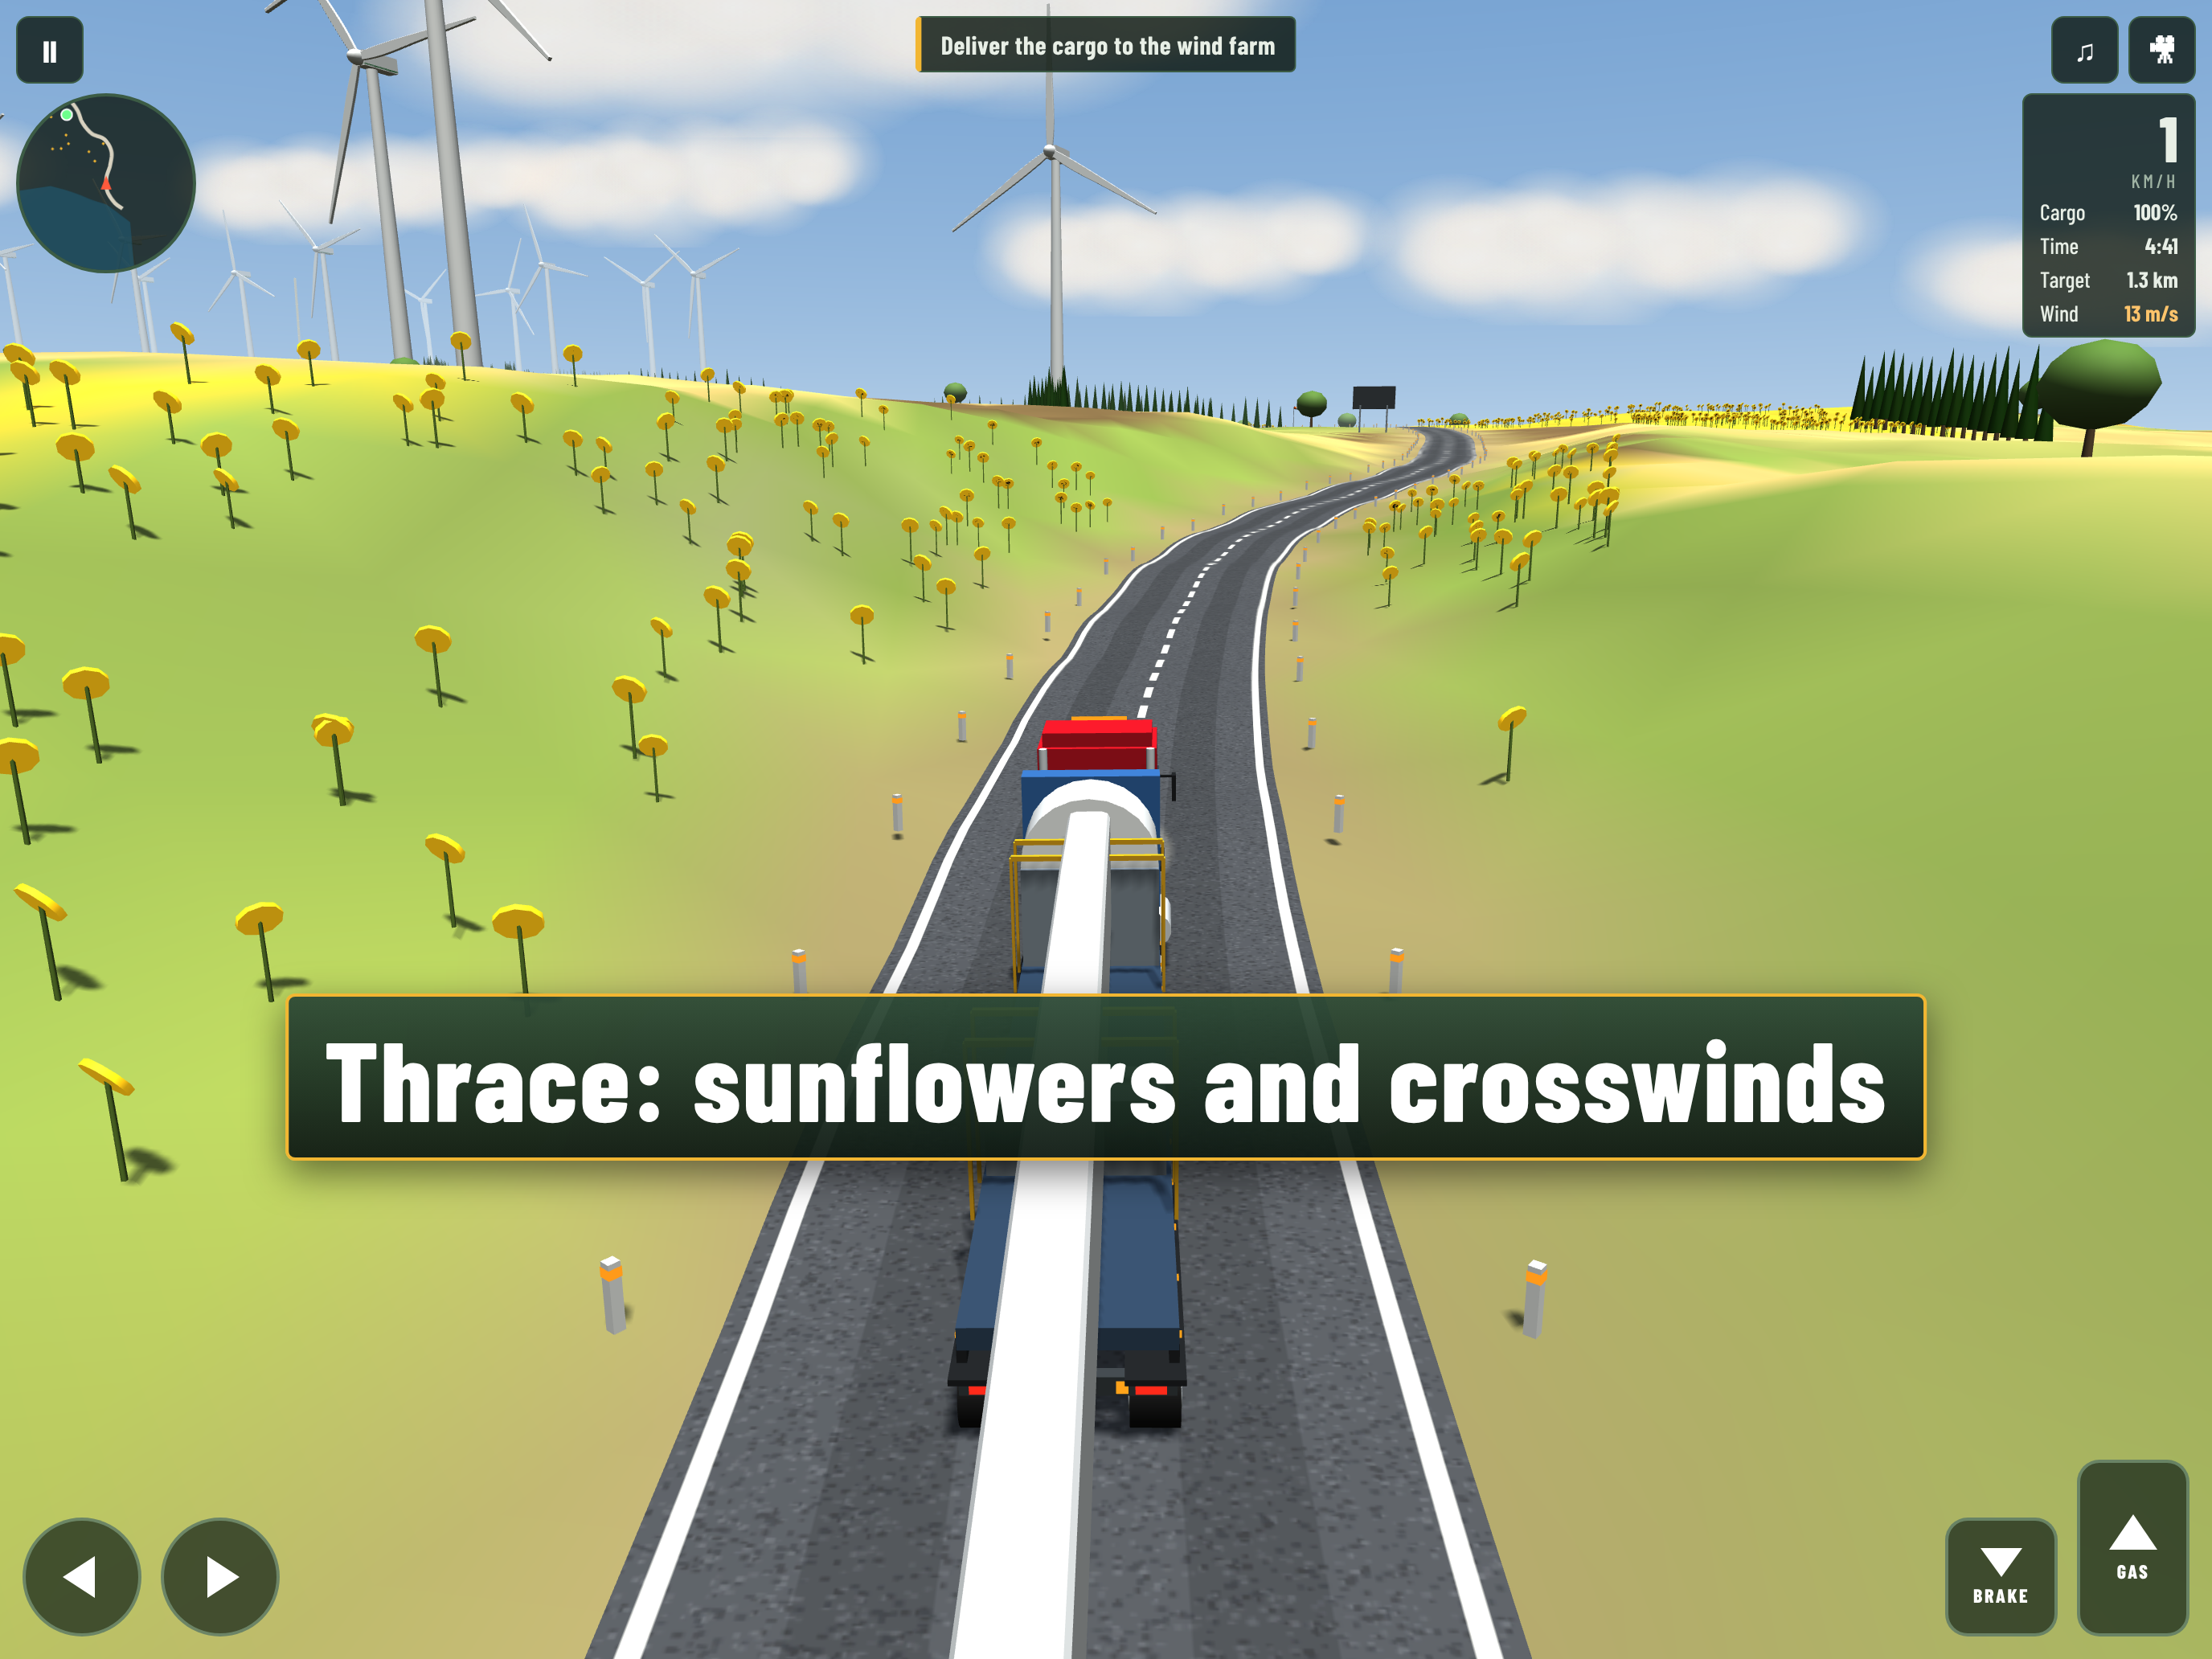 Deliver the cargo to the wind farm
1
KM/H
Cargo 100%
Time 4:41
Target 1.3 km
Wind 13 m/s
Thrace: sunflowers and crosswinds
BRAKE
GAS